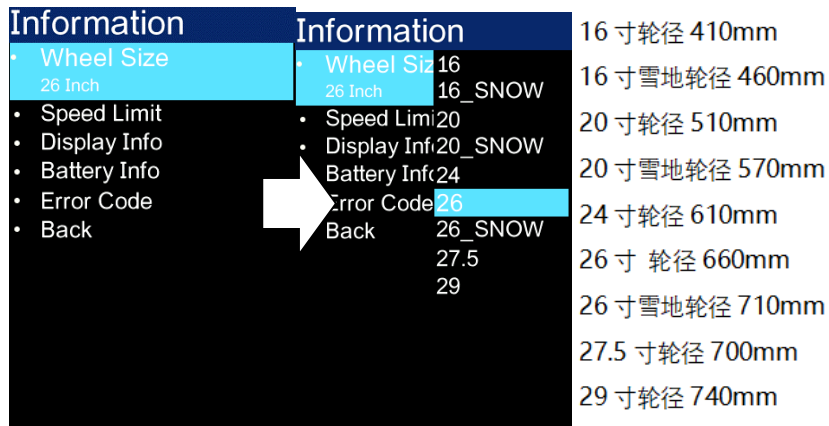 Information
Wheel Size
26 Inch
• Speed Limit
• Display Info
• Battery Info
• Error Code
• Back
Information
Wheel Siz
26 Inch
• Speed Limi
• Display Inf
Battery Inf
Error Code
Back
16
16_SNOW
20
20_SNOW
24
26
26_SNOW
27.5
29
16 寸轮径 410mm
16 寸雪地轮径 460mm
20 寸轮径 510mm
20 寸雪地轮径 570mm
24 寸轮径 610mm
26 寸 轮径 660mm
26 寸雪地轮径 710mm
27.5 寸轮径 700mm
29 寸轮径 740mm